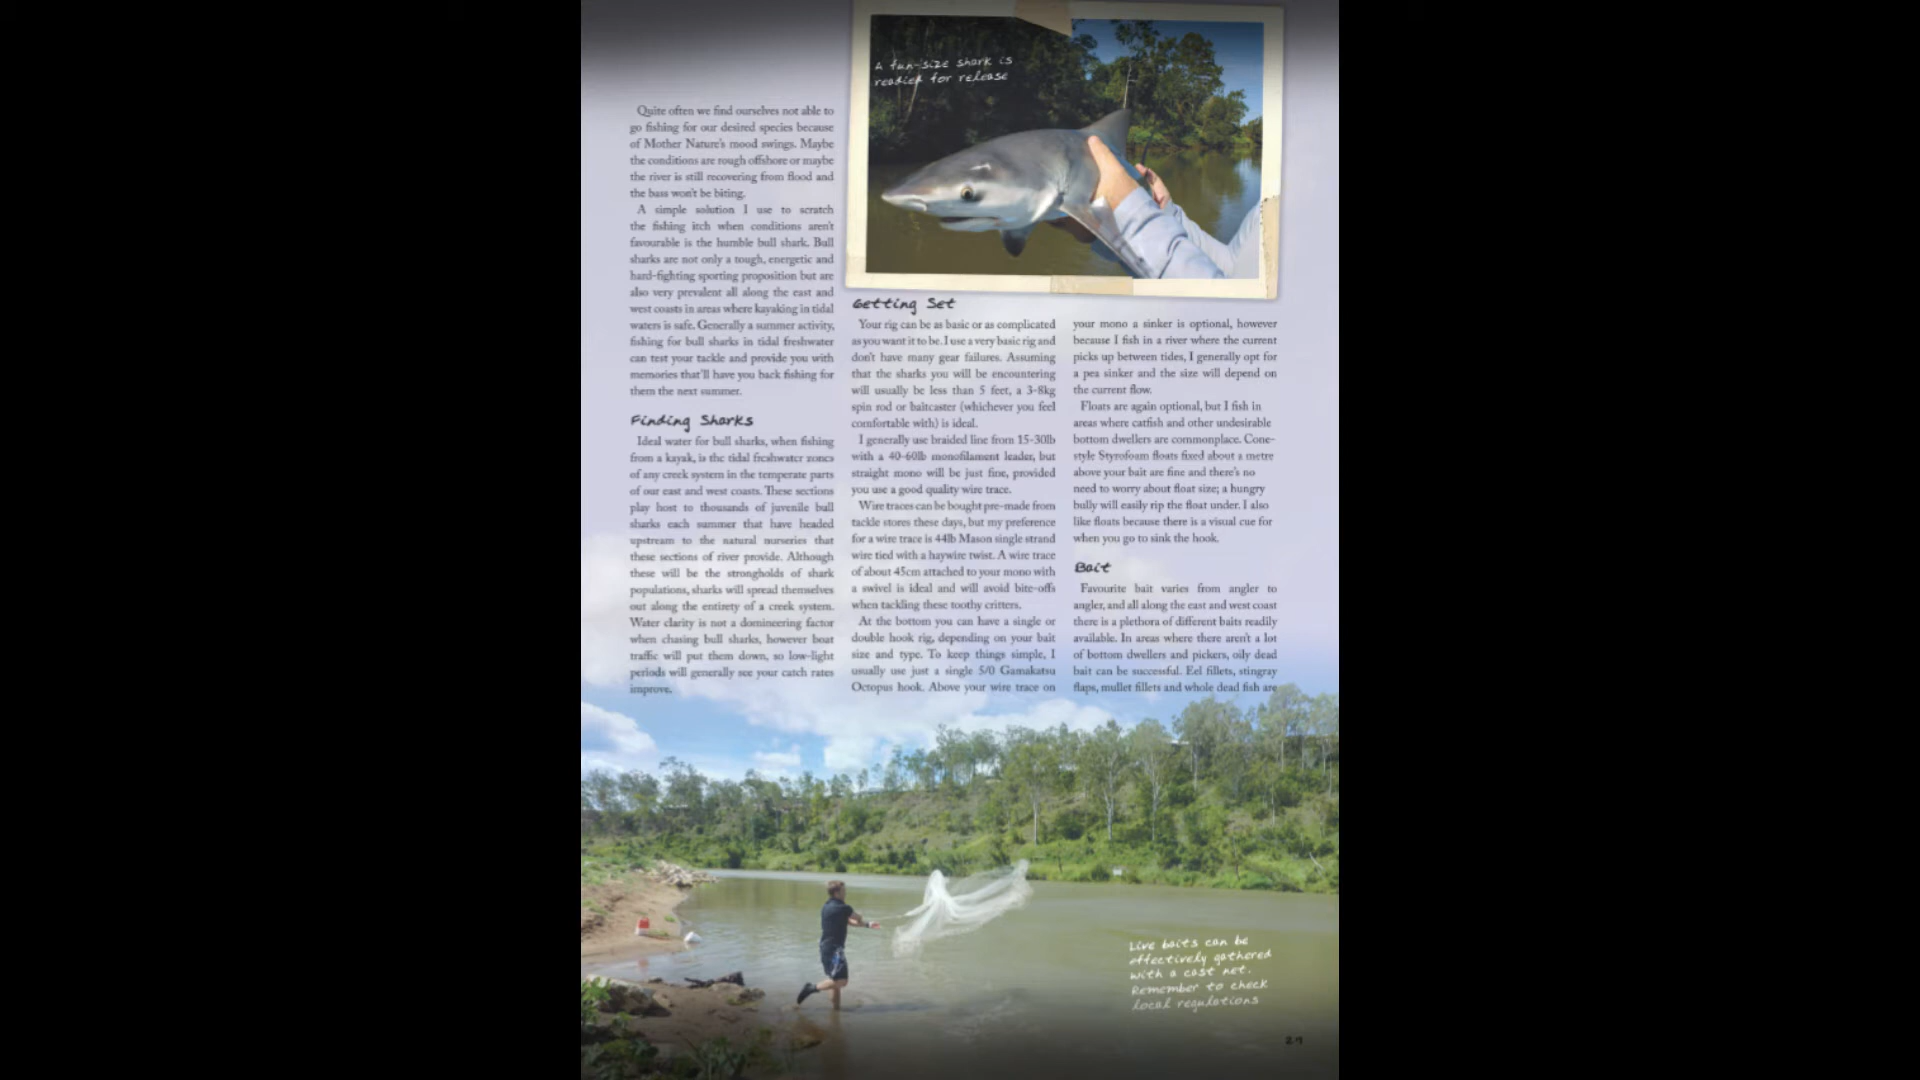 A fun-size shark is
readied for release
Quite often we find ourselves not able to
go fishing for our desired species because
of Mother Nature's mood swings. Maybe
the conditions are rough offshore or maybe
the river is still recovering from flood and
the bass won't be biting.
A simple solution I use to scratch
the fishing itch when conditions aren't
favourable is the humble bull shark. Bull
sharks are not only a tough, energetic and
hard-fighting sporting proposition but are
also very prevalent all along the east and
west coasts in areas where kayaking in tidal
waters is safe. Generally a summer activity,
fishing for bull sharks in tidal freshwater
can test your tackle and provide you with
memories that'll have you back fishing for
them the next summer.
Finding Sharks
Ideal water for bull sharks, when fishing
from a kayak, is the tidal freshwater zones
of any creek system in the temperate parts
of our east and west coasts. These sections
play host to thousands of juvenile bull
sharks each summer that have headed
upstream to the natural nurseries that
these sections of river provide. Although
these will be the strongholds of shark
populations, sharks will spread themselves
out along the entirety of a creek system.
Water clarity is not a domineering factor
when chasing bull sharks, however boat
traffic will put them down, so low-light
periods will generally see your catch rates
improve.
Getting Set
Your rig can be as basic or as complicated
as you want it to be. I use a very basic rig and
don't have many gear failures. Assuming
that the sharks you will be encountering
will usually be less than 5 feet, a 3-8kg
spin rod or baitcaster (whichever you feel
comfortable with) is ideal.
I generally use braided line from 15-30lb
with a 40-60lb monofilament leader, but
straight mono will be just fine, provided
you use a good quality wire trace.
Wire traces can be bought pre-made from
tackle stores these days, but my preference
for a wire trace is 44lb Mason single strand
wire tied with a haywire twist. A wire trace
of about 45cm attached to your mono with
a swivel is ideal and will avoid bite-offs
when tackling these toothy critters.
At the bottom you can have a single or
double hook rig, depending on your bait
size and type. To keep things simple, I
usually use just a single 5/0 Gamakatsu
Octopus hook. Above your wire trace on
your mono a sinker is optional, however
because I fish in a river where the current
picks up between tides, I generally opt for
a pea sinker and the size will depend on
the current flow.
Floats are again optional, but I fish in
areas where catfish and other undesirable
bottom dwellers are commonplace. Cone-
style Styrofoam floats fixed about a metre
above your bait are fine and there's no
need to worry about float size; a hungry
bully will easily rip the float under. I also
like floats because there is a visual cue for
when you go to sink the hook.
Bait
Favourite bait varies from angler to
angler, and all along the east and west coast
there is a plethora of different baits readily
available. In areas where there aren't a lot
of bottom dwellers and pickers, oily dead
bait can be successful. Eel fillets, stingray
flaps, mullet fillets and whole dead fish are
Live baits can be
effectively gathered
with a cast net.
Remember to check
local regulations